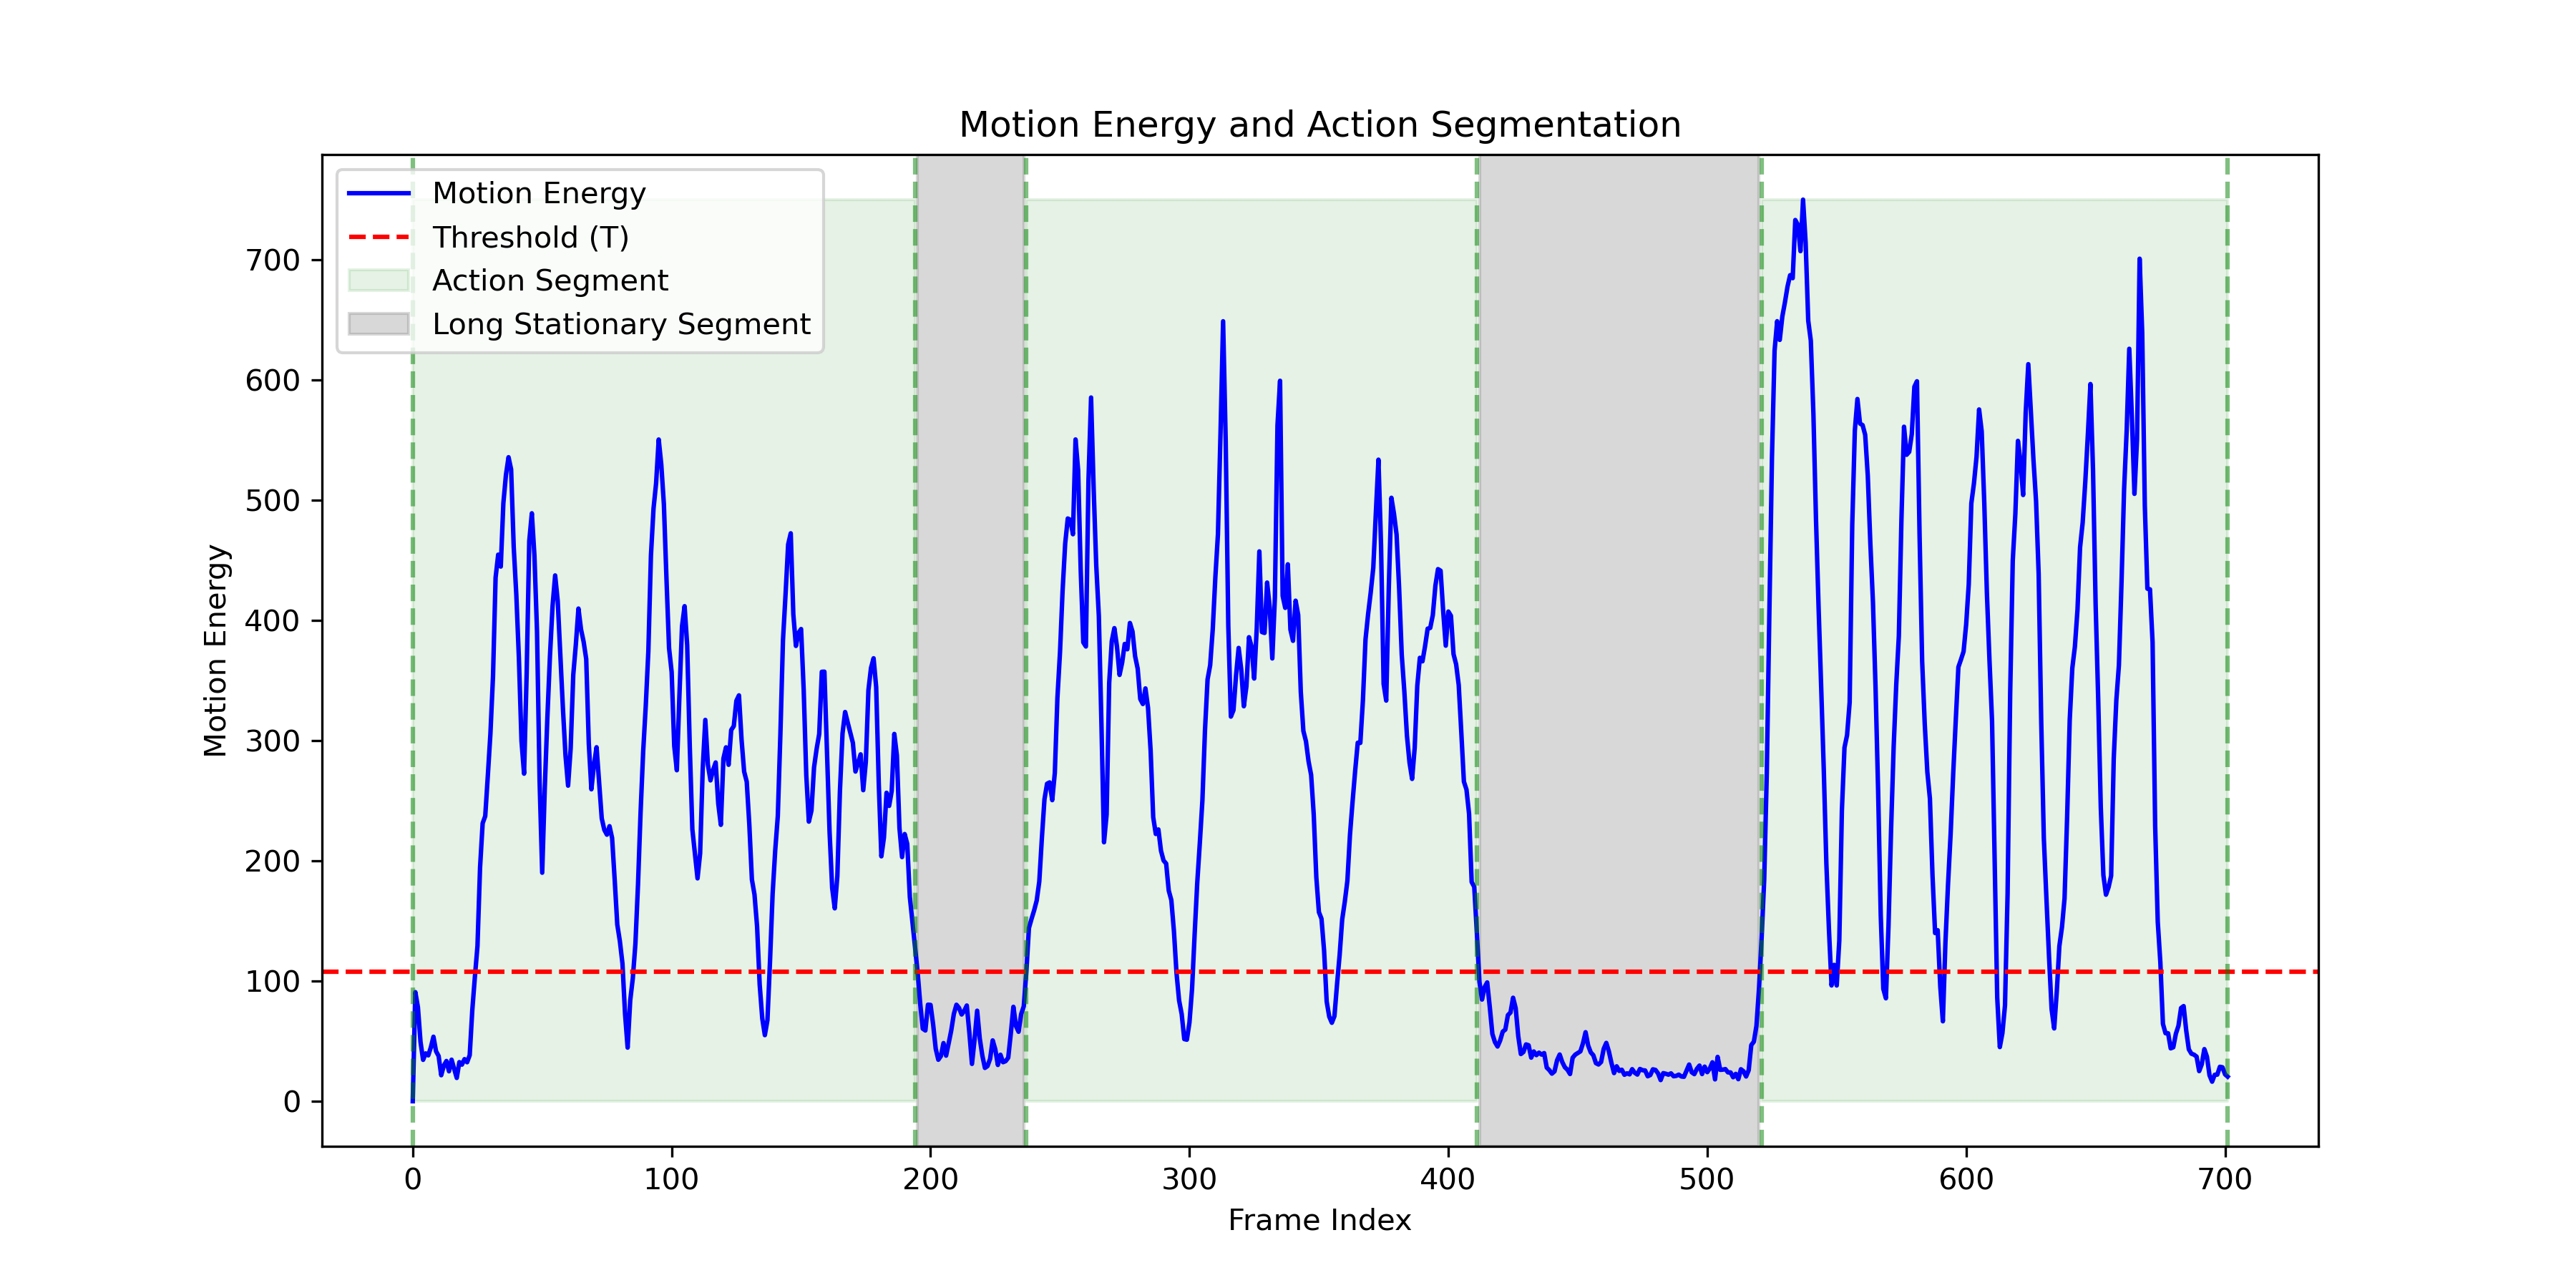 Motion Energy and Action Segmentation
Motion Energy
Threshold (T)
Action Segment
Long Stationary Segment
Motion Energy
700
600
500
400
300
200
100
0
0 100 200 300 400 500 600 700
Frame Index